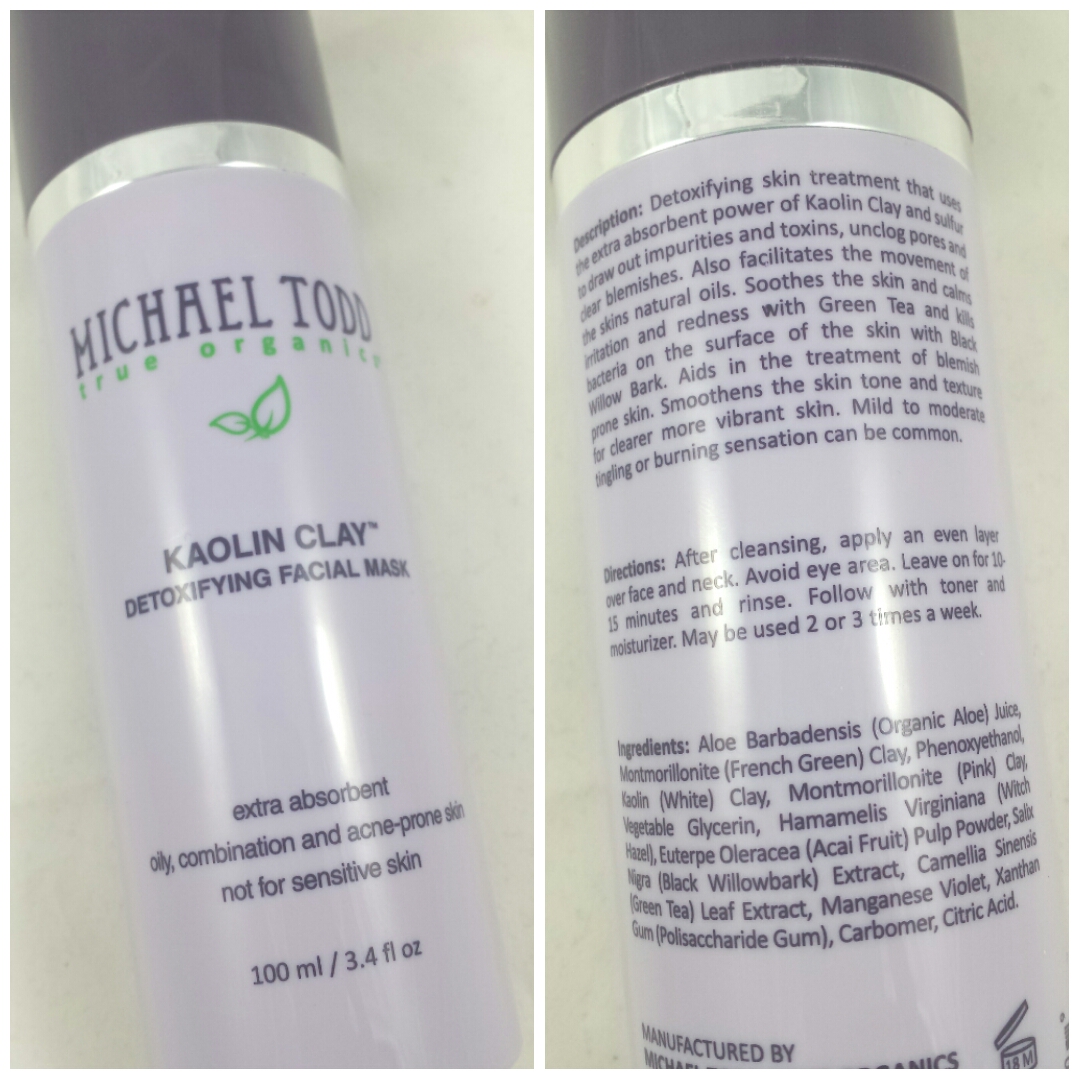 MICHAEL TODD
true organics
KAOLIN CLAY™
DETOXIFYING FACIAL MASK
extra absorbent
oily, combination and acne-prone skin
not for sensitive skin
100 ml / 3.4 fl oz
Description: Detoxifying skin treatment that uses
the extra absorbent power of Kaolin Clay and sulfur
to draw out impurities and toxins, unclog pores and
clear blemishes. Also facilitates the movement of
the skins natural oils. Soothes the skin and calms
irritation and redness with Green Tea and kills
bacteria on the surface of the skin with Black
Willow Bark. Aids in the treatment of blemish
prone skin. Smoothens the skin tone and texture
for clearer more vibrant skin. Mild to moderate
tingling or burning sensation can be common.
Directions: After cleansing, apply an even layer
over face and neck. Avoid eye area. Leave on for 10-
15 minutes and rinse. Follow with toner and
moisturizer. May be used 2 or 3 times a week.
Ingredients: Aloe Barbadensis (Organic Aloe) Juice,
Montmorillonite (French Green) Clay, Phenoxyethanol,
Kaolin (White) Clay, Montmorillonite (Pink) Clay,
Vegetable Glycerin, Hamamelis Virginiana (Witch
Hazel), Euterpe Oleracea (Acai Fruit) Pulp Powder, Salix
Nigra (Black Willowbark) Extract, Camellia Sinensis
(Green Tea) Leaf Extract, Manganese Violet, Xanthan
Gum (Polisaccharide Gum), Carbomer, Citric Acid.
MANUFACTURED BY
MICHAEL ORGANICS
18 M